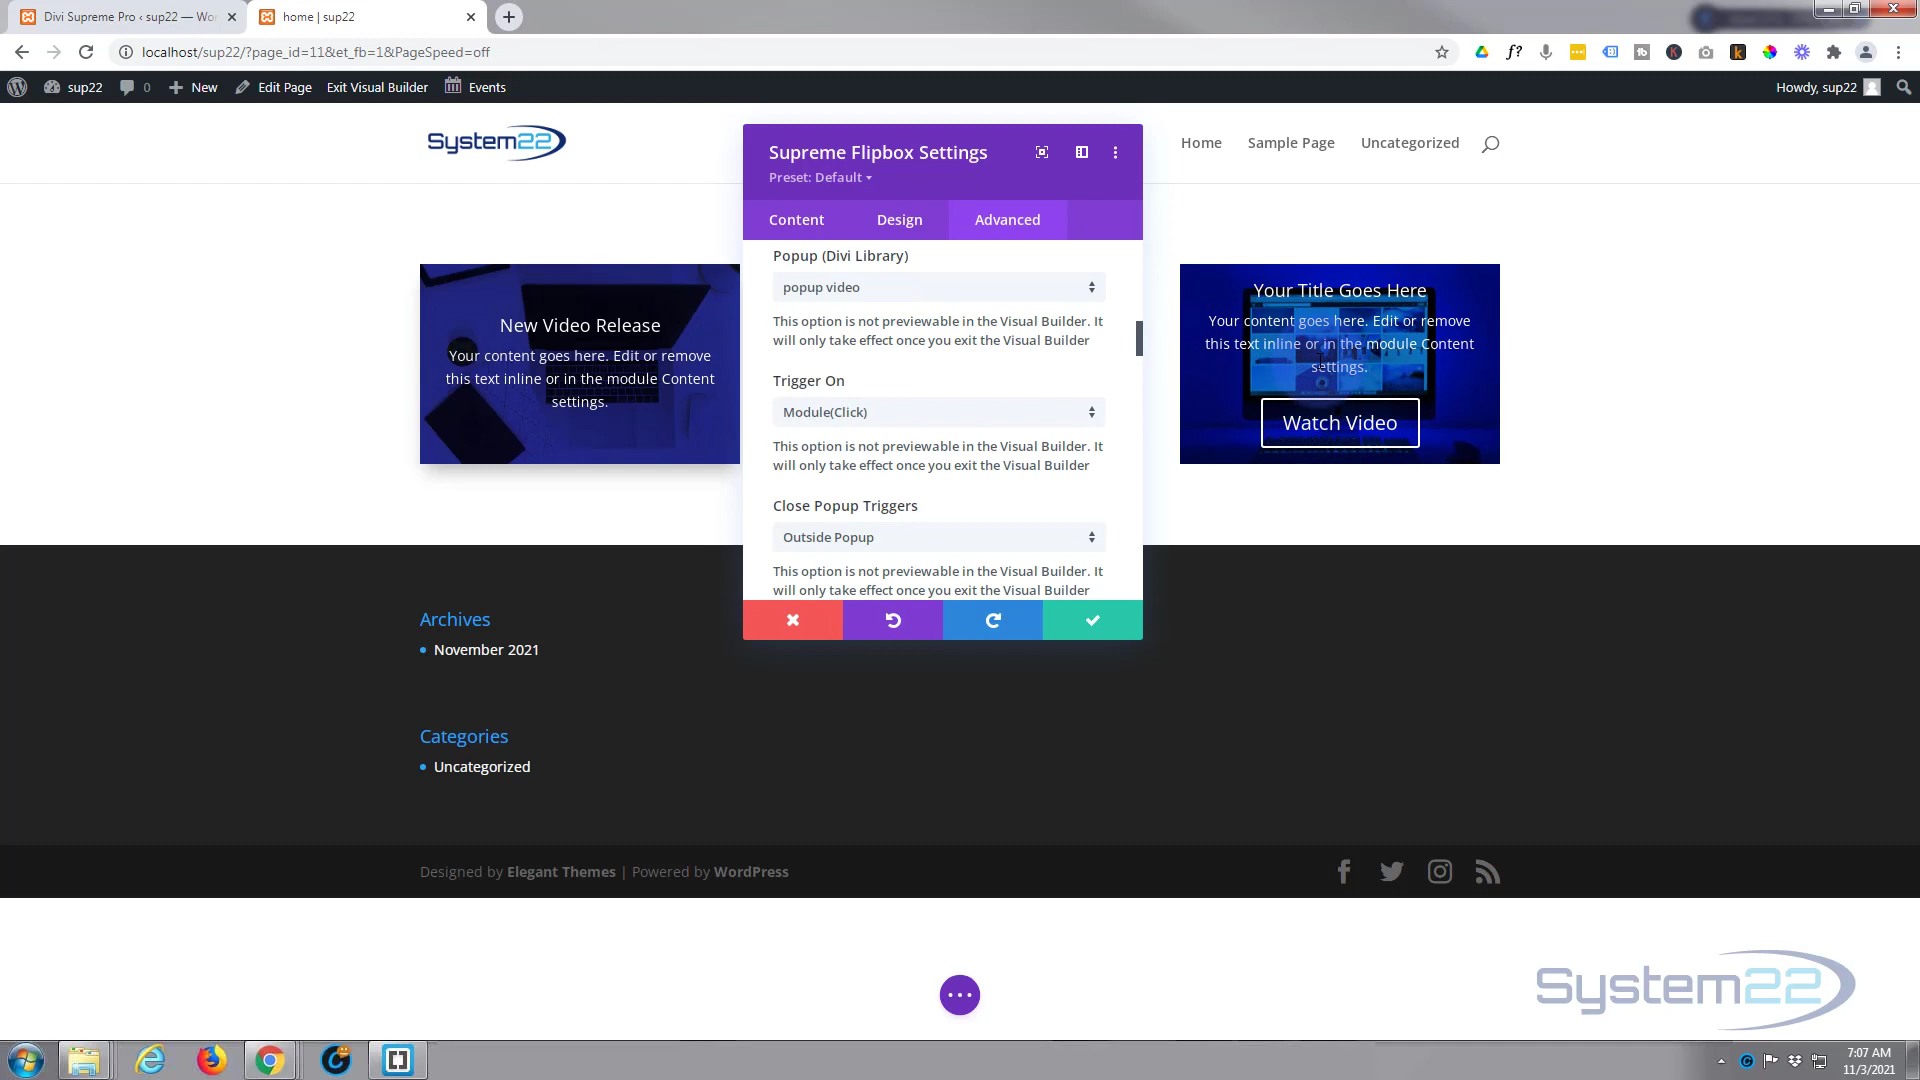 Divi Supreme Pro ‹ sup22 — Wor
home | sup22
localhost/sup22/?page_id=11&et_fb=1&PageSpeed=off
sup22
0
New
Edit Page
Exit Visual Builder
Events
Howdy, sup22
System22
Home
Sample Page
Uncategorized
Supreme Flipbox Settings
Preset: Default
Content
Design
Advanced
Popup (Divi Library)
popup video
This option is not previewable in the Visual Builder. It
will only take effect once you exit the Visual Builder
Trigger On
Module(Click)
This option is not previewable in the Visual Builder. It
will only take effect once you exit the Visual Builder
Close Popup Triggers
Outside Popup
This option is not previewable in the Visual Builder. It
will only take effect once you exit the Visual Builder
New Video Release
Your content goes here. Edit or remove
this text inline or in the module Content
settings.
Your Title Goes Here
Your content goes here. Edit or remove
this text inline or in the module Content
settings.
Watch Video
Archives
November 2021
Categories
Uncategorized
Designed by Elegant Themes | Powered by WordPress
System22
7:07 AM
11/3/2021